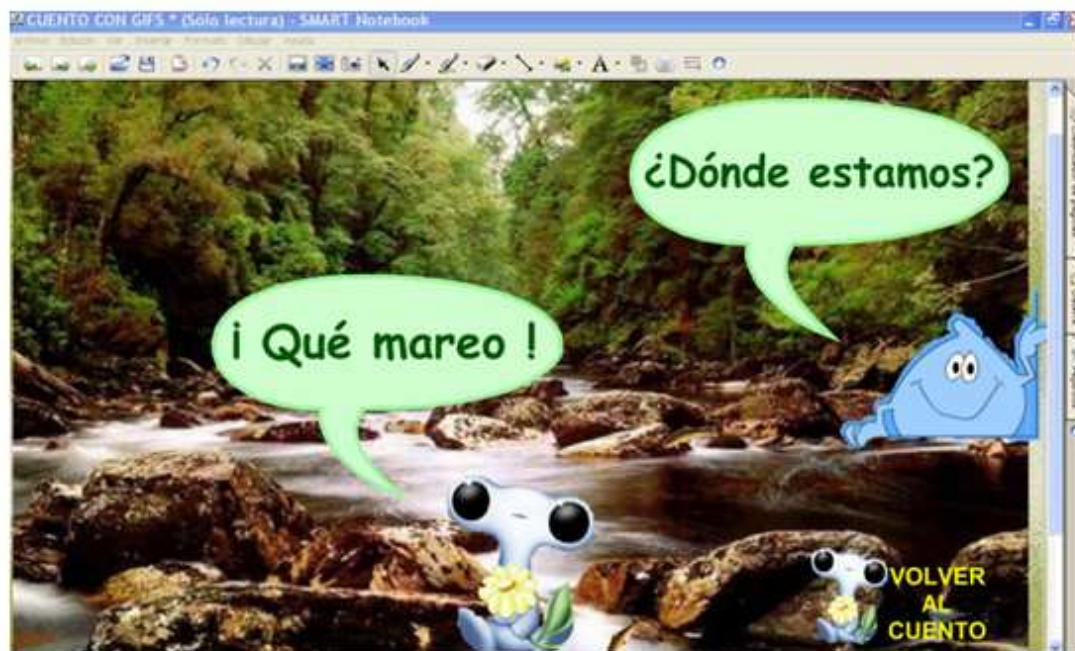 CUENTO CON GIFS * (Sólo lectura) - SMART Notebook
A
¿Dónde estamos?
¡ Qué mareo !
VOLVER
AL
CUENTO